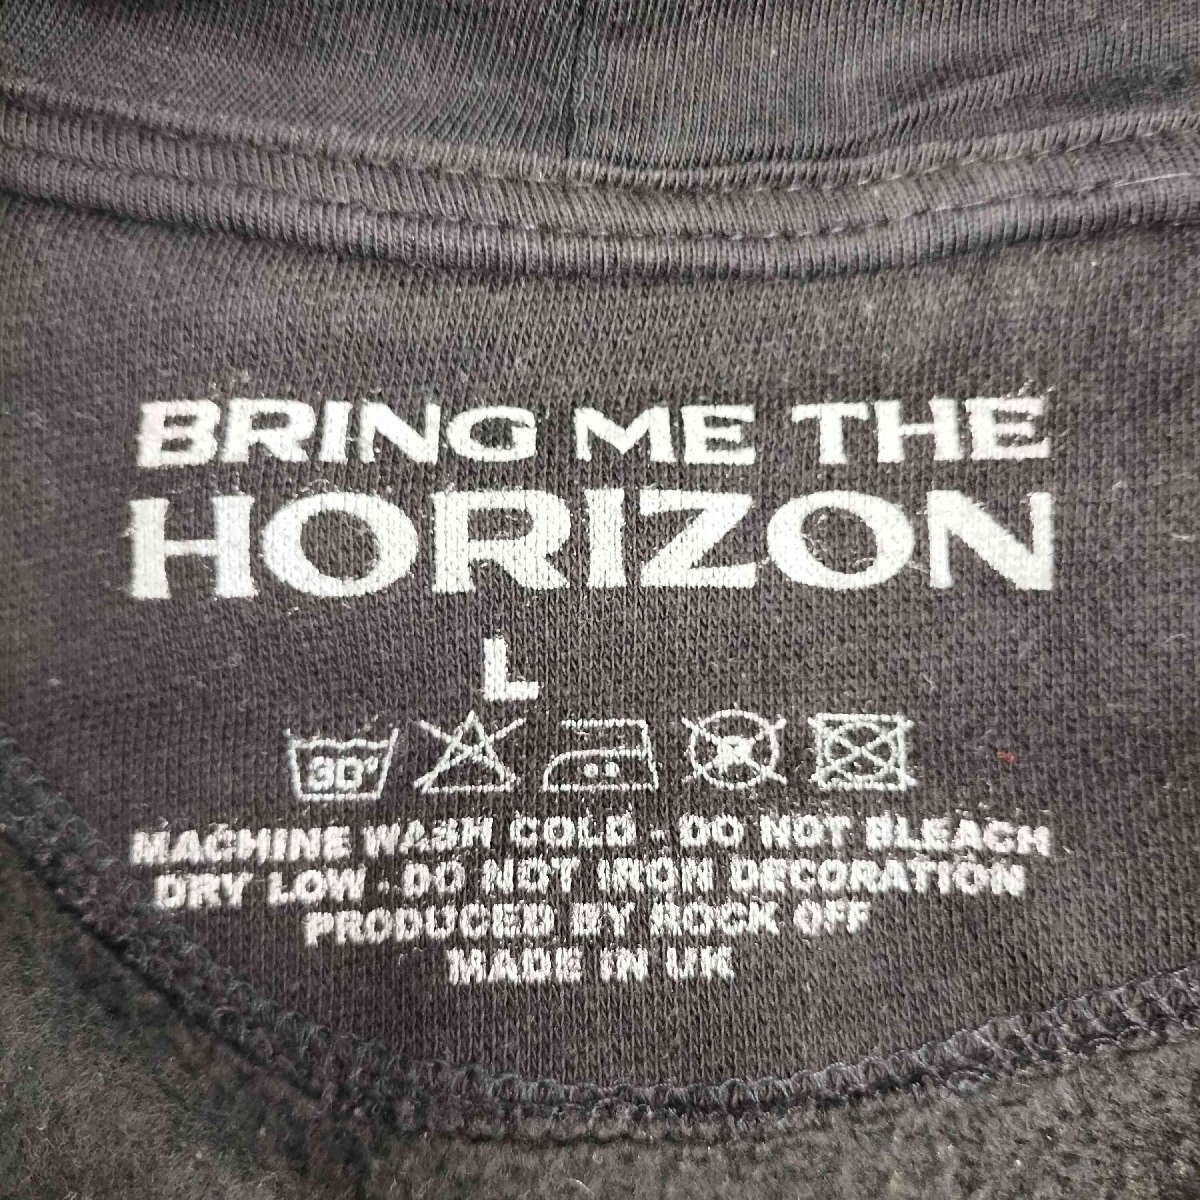 BRING ME THE
HORIZON
L
30° P
MACHINE WASH COLD - DO NOT BLEACH
DRY LOW - DO NOT IRON DECORATION
PRODUCED BY ROCK OFF
MADE IN UK